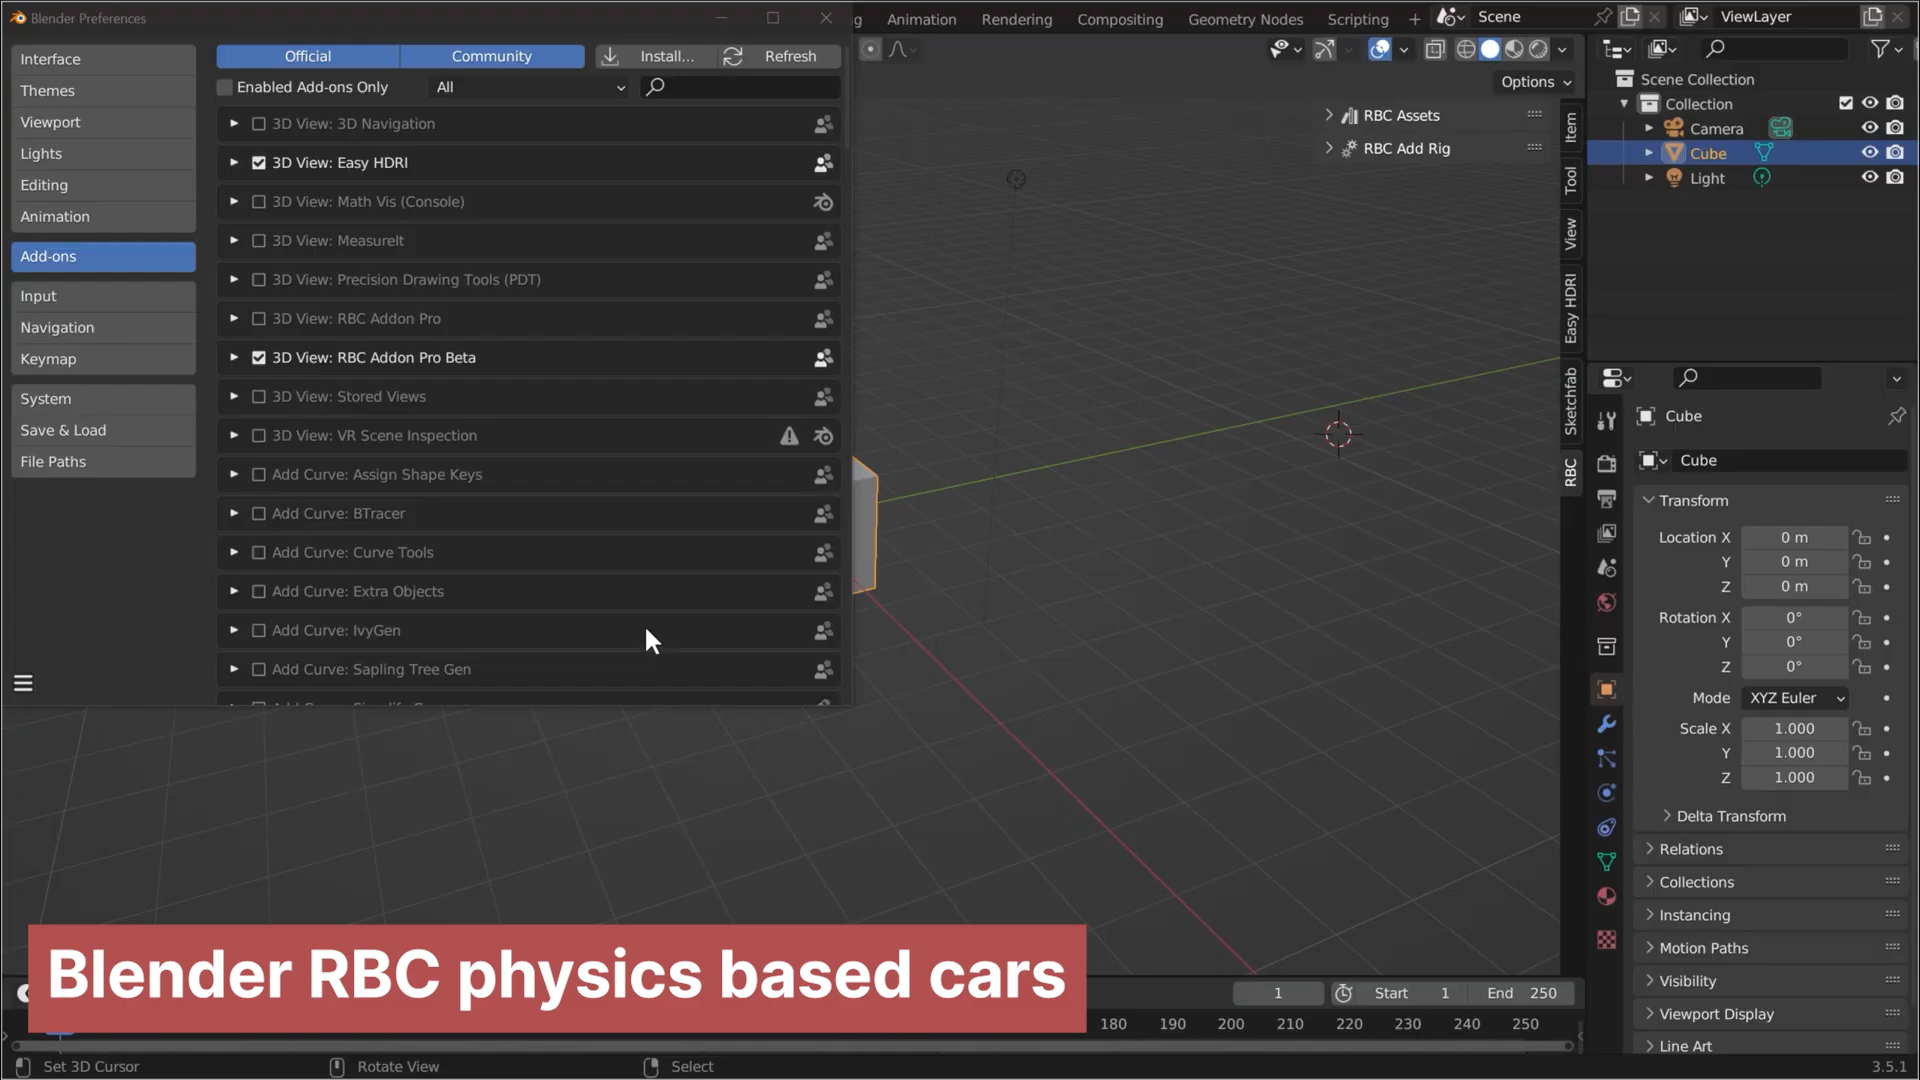 Blender Preferences
Interface
Themes
Viewport
Lights
Editing
Animation
Add-ons
Input
Navigation
Keymap
System
Save & Load
File Paths
Official
Community
Install...
Refresh
Enabled Add-ons Only
All
3D View: 3D Navigation
3D View: Easy HDRI
3D View: Math Vis (Console)
3D View: MeasureIt
3D View: Precision Drawing Tools (PDT)
3D View: RBC Addon Pro
3D View: RBC Addon Pro Beta
3D View: Stored Views
3D View: VR Scene Inspection
Add Curve: Assign Shape Keys
Add Curve: BTracer
Add Curve: Curve Tools
Add Curve: Extra Objects
Add Curve: IvyGen
Add Curve: Sapling Tree Gen
Animation
Rendering
Compositing
Geometry Nodes
Scripting
Scene
ViewLayer
Options
RBC Assets
RBC Add Rig
Item
Tool
View
Easy HDRI
Sketchfab
RBC
Scene Collection
Collection
Camera
Cube
Light
Cube
Cube
Transform
Location X 0 m
Y 0 m
Z 0 m
Rotation X 0°
Y 0°
Z 0°
Mode XYZ Euler
Scale X 1.000
Y 1.000
Z 1.000
Delta Transform
Relations
Collections
Instancing
Motion Paths
Visibility
Viewport Display
Line Art
Blender RBC physics based cars
1 Start 1 End 250
180 190 200 210 220 230 240 250
Set 3D Cursor
Rotate View
Select
3.5.1